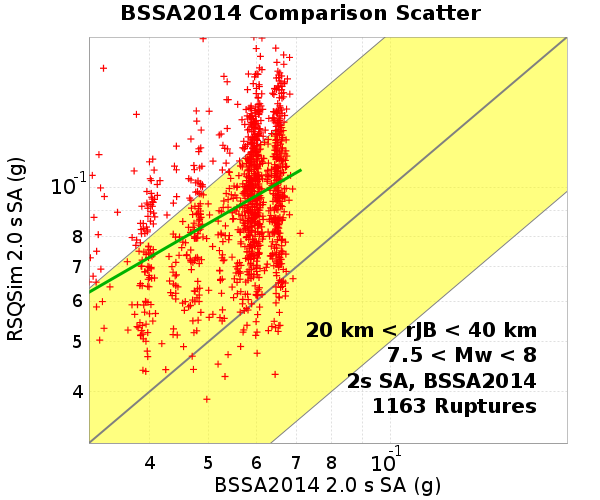 BSSA2014 Comparison Scatter
RSQSim 2.0 s SA (g)
10-1
8
7
6
5
4
20 km < rJB < 40 km
7.5 < Mw < 8
2s SA, BSSA2014
1163 Ruptures
4 5 6 7 8 10-1
BSSA2014 2.0 s SA (g)